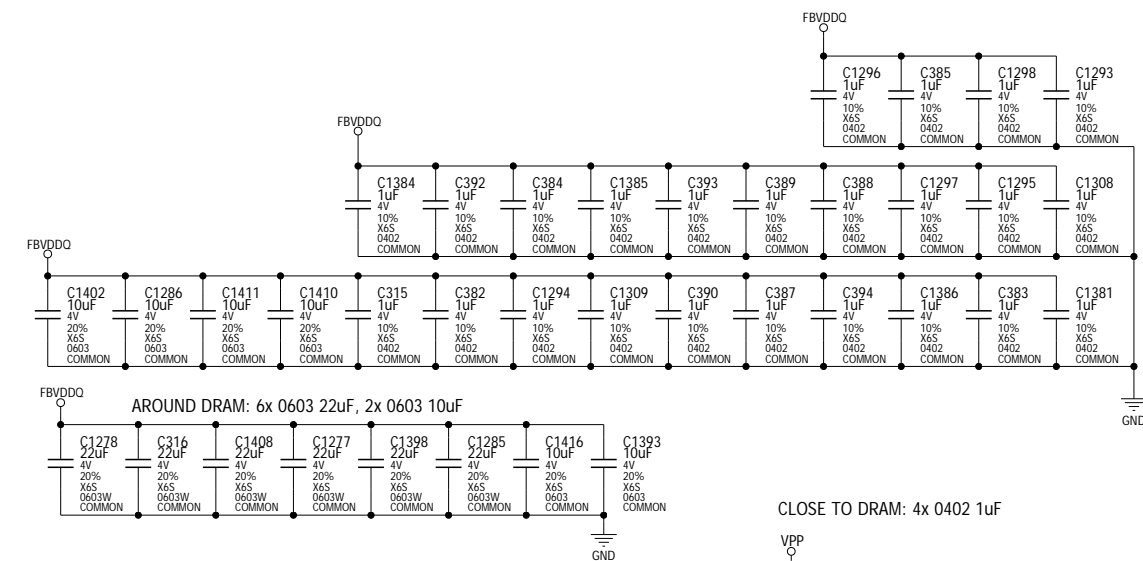 FBVDDQ
C1296 C385 C1298 C1293
1uF 1uF 1uF 1uF
4V 4V 4V 4V
10% 10% 10% 10%
X6S X6S X6S X6S
0402 0402 0402 0402
COMMON COMMON COMMON COMMON
FBVDDQ
C1384 C392 C384 C1385 C393 C389 C388 C1297 C1295 C1308
1uF 1uF 1uF 1uF 1uF 1uF 1uF 1uF 1uF 1uF
4V 4V 4V 4V 4V 4V 4V 4V 4V 4V
10% 10% 10% 10% 10% 10% 10% 10% 10% 10%
X6S X6S X6S X6S X6S X6S X6S X6S X6S X6S
0402 0402 0402 0402 0402 0402 0402 0402 0402 0402
COMMON COMMON COMMON COMMON COMMON COMMON COMMON COMMON COMMON COMMON
FBVDDQ
C1402 C1286 C1411 C1410 C315 C382 C1294 C1309 C390 C387 C394 C1386 C383 C1381
10uF 10uF 10uF 10uF 1uF 1uF 1uF 1uF 1uF 1uF 1uF 1uF 1uF 1uF
4V 4V 4V 4V 4V 4V 4V 4V 4V 4V 4V 4V 4V 4V
20% 20% 20% 20% 10% 10% 10% 10% 10% 10% 10% 10% 10% 10%
X6S X6S X6S X6S X6S X6S X6S X6S X6S X6S X6S X6S X6S X6S
0603 0603 0603 0603 0402 0402 0402 0402 0402 0402 0402 0402 0402 0402
COMMON COMMON COMMON COMMON COMMON COMMON COMMON COMMON COMMON COMMON COMMON COMMON COMMON COMMON
GND
FBVDDQ
AROUND DRAM: 6x 0603 22uF, 2x 0603 10uF
C1278 C316 C1408 C1277 C1398 C1285 C1416 C1393
22uF 22uF 22uF 22uF 22uF 22uF 10uF 10uF
4V 4V 4V 4V 4V 4V 4V 4V
20% 20% 20% 20% 20% 20% 20% 20%
X6S X6S X6S X6S X6S X6S X6S X6S
0603W 0603W 0603W 0603W 0603W 0603W 0603 0603
COMMON COMMON COMMON COMMON COMMON COMMON COMMON COMMON
GND
CLOSE TO DRAM: 4x 0402 1uF
VPP